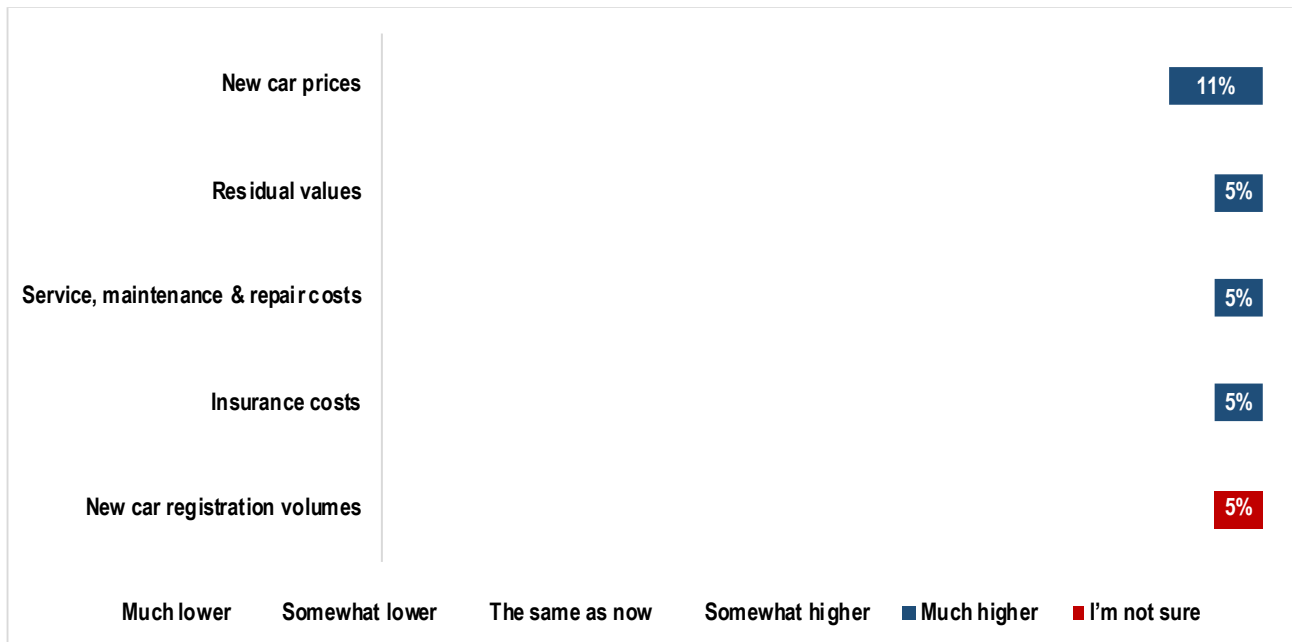 New car prices
11%
Residual values
5%
Service, maintenance & repair costs
5%
Insurance costs
5%
New car registration volumes
5%
Much lower Somewhat lower The same as now Somewhat higher Much higher I'm not sure